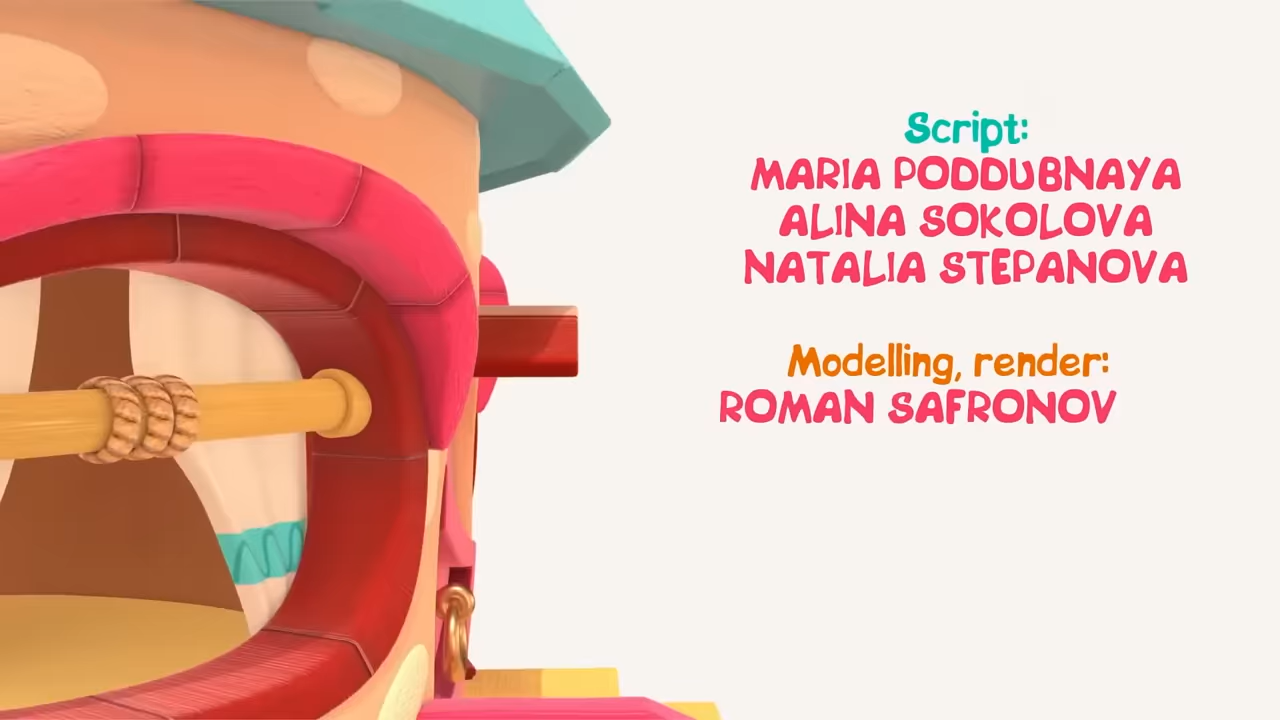 Script:
MARIA PODDUBNAYA
ALINA SOKOLOVA
NATALIA STEPANOVA
Modelling, render:
ROMAN SAFRONOV